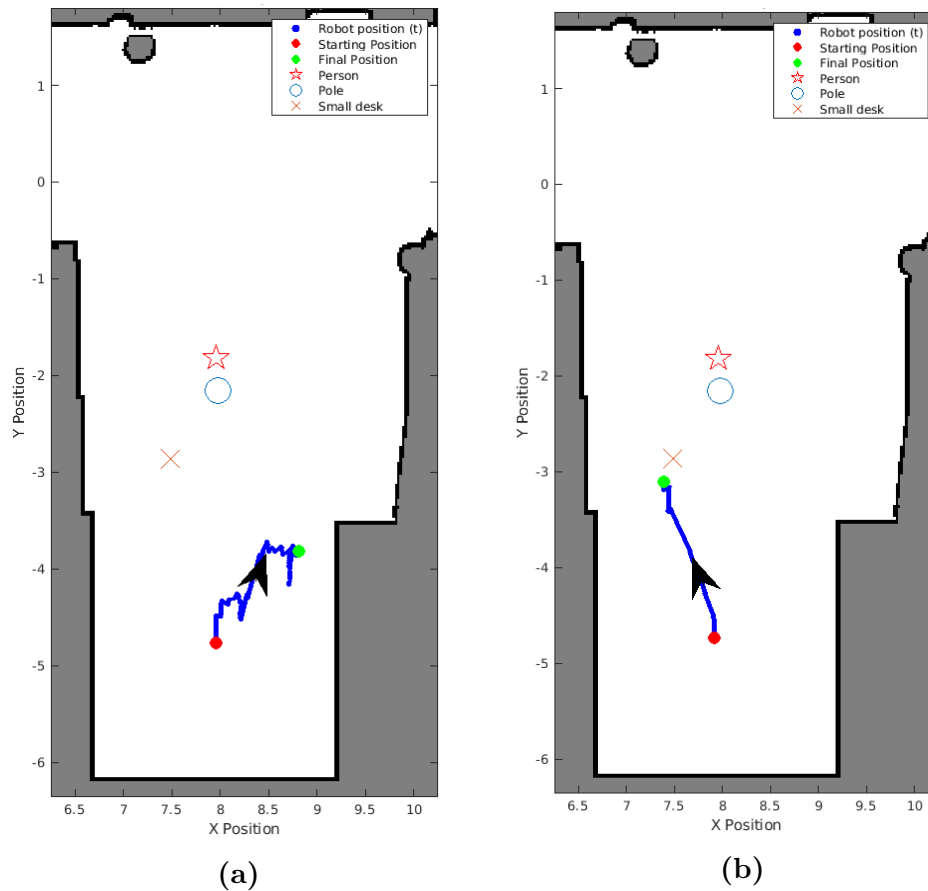 Robot position (t)
Starting Position
Final Position
Person
Pole
Small desk
1
0
-1
-2
-3
-4
-5
-6
Y Position
6.5 7 7.5 8 8.5 9 9.5 10
X Position
(a)
Robot position (t)
Starting Position
Final Position
Person
Pole
Small desk
1
0
-1
-2
-3
-4
-5
-6
Y Position
6.5 7 7.5 8 8.5 9 9.5 10
X Position
(b)